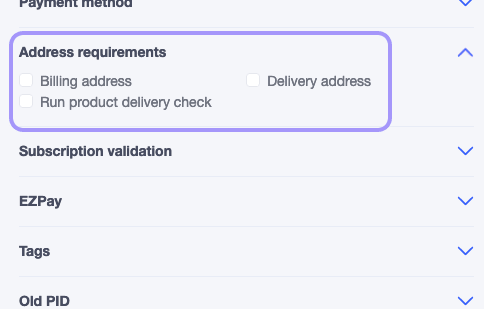 Payment method
Address requirements
Billing address
Delivery address
Run product delivery check
Subscription validation
EZPay
Tags
Old PID